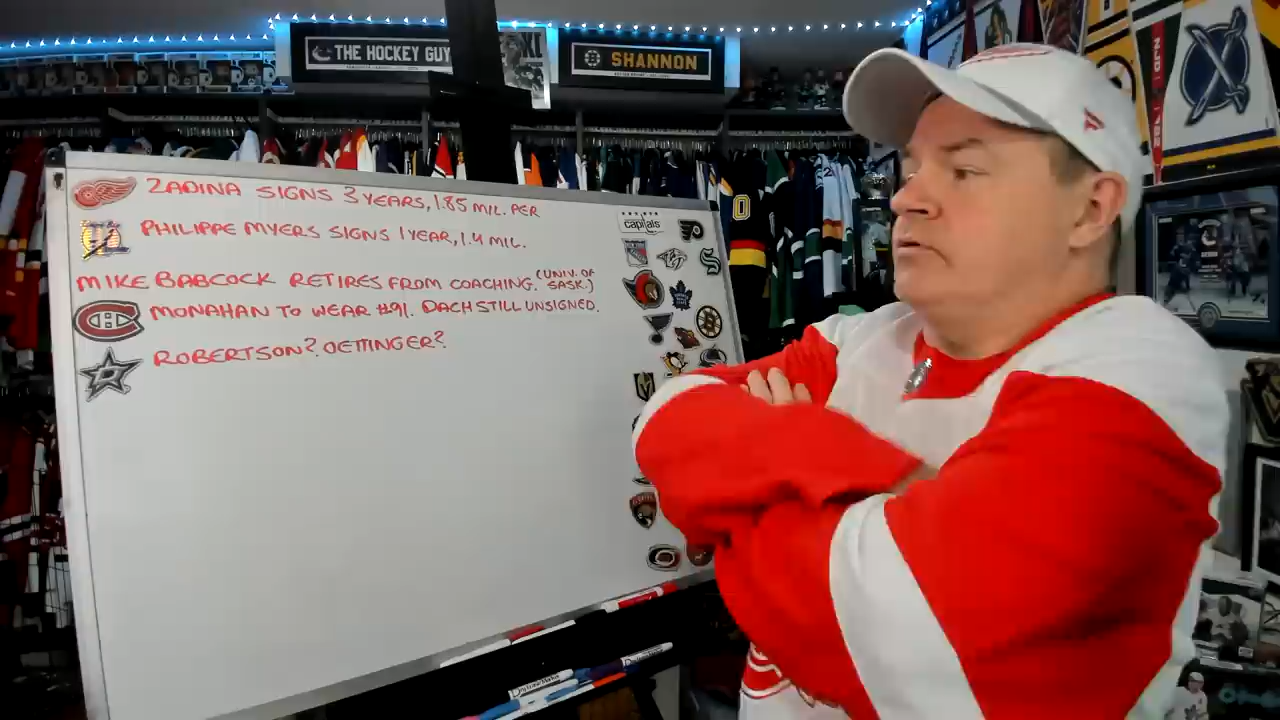 THE HOCKEY GUY
SHANNON
ZADINA SIGNS 3 YEARS, 1.85 MIL. PER
PHILIPPE MYERS SIGNS 1 YEAR, 1.4 MIL.
MIKE BABCOCK RETIRES FROM COACHING. (UNIV. OF SASK.)
MONAHAN TO WEAR #91. DACH STILL UNSIGNED.
ROBERTSON? OETTINGER?
capitals